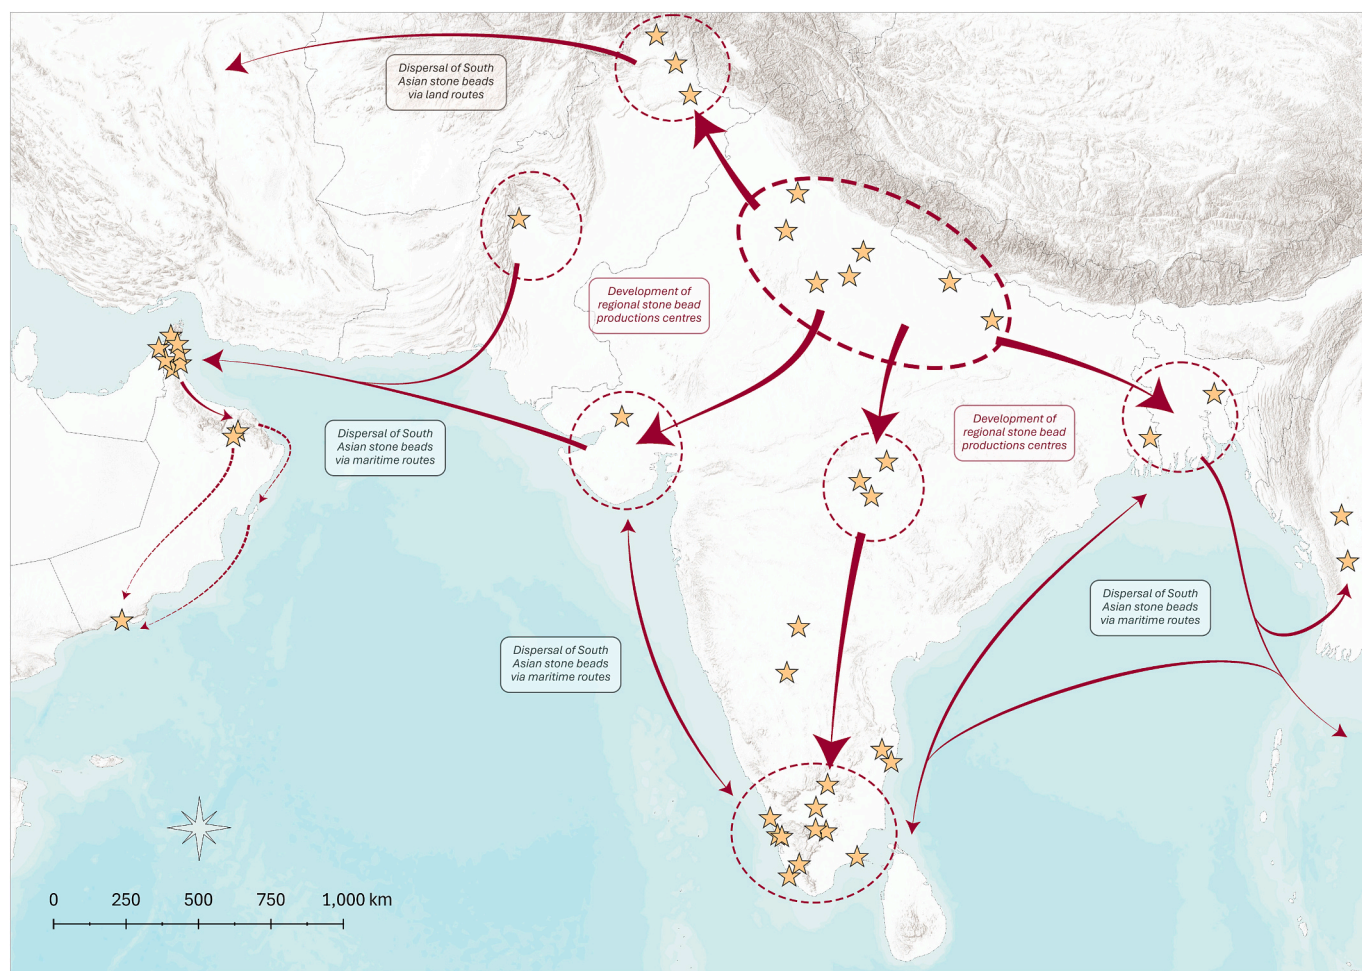 Dispersal of South
Asian stone beads
via land routes
Development of
regional stone bead
productions centres
Development of
regional stone bead
productions centres
Dispersal of South
Asian stone beads
via maritime routes
Dispersal of South
Asian stone beads
via maritime routes
Dispersal of South
Asian stone beads
via maritime routes
0 250 500 750 1,000 km